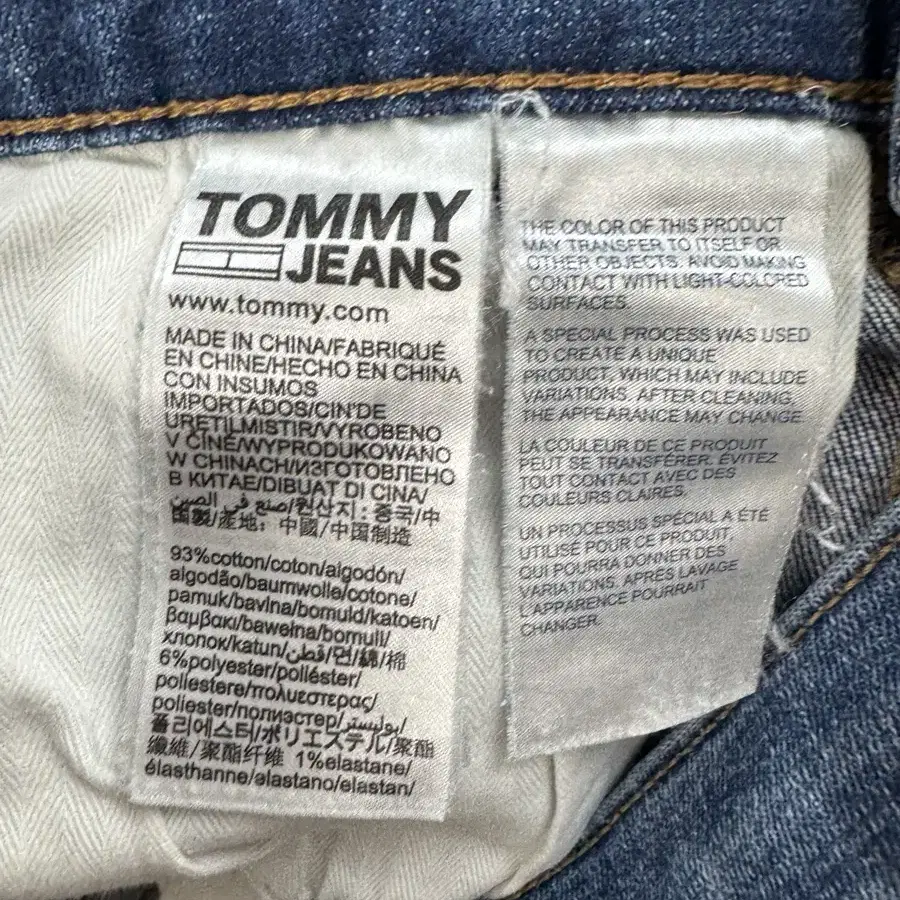 TOMMY
JEANS
www.tommy.com
MADE IN CHINA/FABRIQUÉ
EN CHINE/HECHO EN CHINA
CON INSUMOS
IMPORTADOS/CIN'DE
URETILMISTIR/VYROBENO
V CINE/WYPRODUKOWANO
W CHINACH/ИЗГОТОВЛЕНО
В КИТАЕ/DIBUAT DI CINA/
صنع في الصين/원산지: 중국/中
国製/產地: 中國/中国制造
93%cotton/coton/algodón/
algodão/baumwolle/cotone/
pamuk/bavlna/bomuld/katoen/
βαμβακι/bawełna/bomull/
хлопок/katun/قطن/면/綿/棉
6%polyester/poliéster/
poliestere/πολυεστερας/
poliester/полиэстер/بوليستر/
폴리에스터/ポリエステル/聚酯
纖維/聚酯纤维 1%elastane/
élasthanne/elastano/elastan/
THE COLOR OF THIS PRODUCT
MAY TRANSFER TO ITSELF OR
OTHER OBJECTS. AVOID MAKING
CONTACT WITH LIGHT-COLORED
SURFACES.
A SPECIAL PROCESS WAS USED
TO CREATE A UNIQUE
PRODUCT, WHICH MAY INCLUDE
VARIATIONS. AFTER CLEANING,
THE APPEARANCE MAY CHANGE.
LA COULEUR DE CE PRODUIT
PEUT SE TRANSFÉRER. ÉVITEZ
TOUT CONTACT AVEC DES
COULEURS CLAIRES.
UN PROCESSUS SPÉCIAL A ÉTÉ
UTILISÉ POUR CE PRODUIT,
QUI POURRA DONNER DES
VARIATIONS. APRÈS LAVAGE
L'APPARENCE POURRAIT
CHANGER.